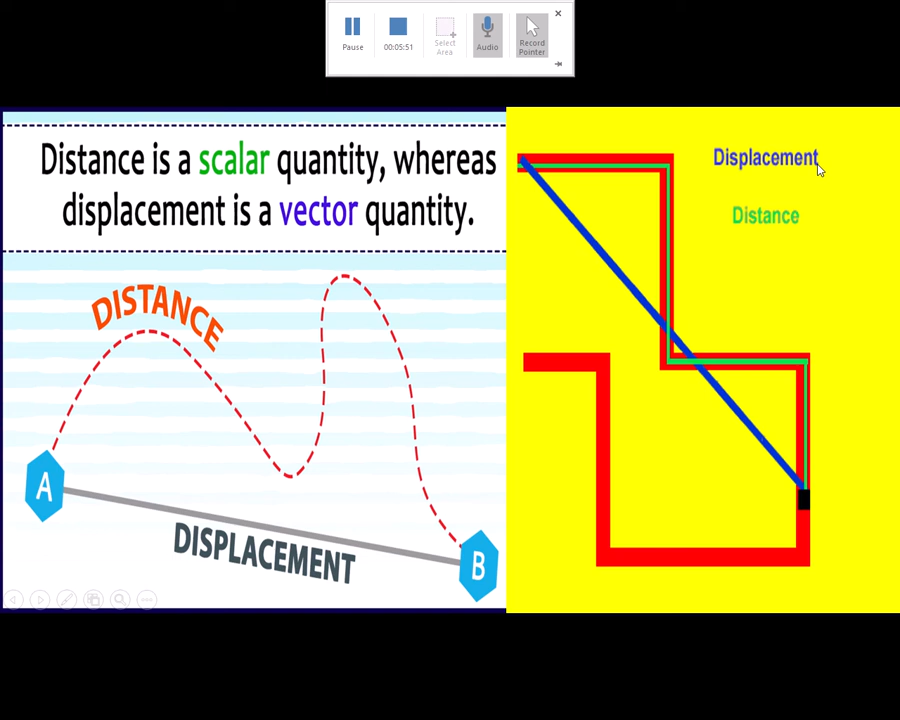 Pause
00:05:51
Select
Area
Audio
Record
Pointer
Distance is a scalar quantity, whereas
displacement is a vector quantity.
DISTANCE
A
DISPLACEMENT
B
Displacement
Distance